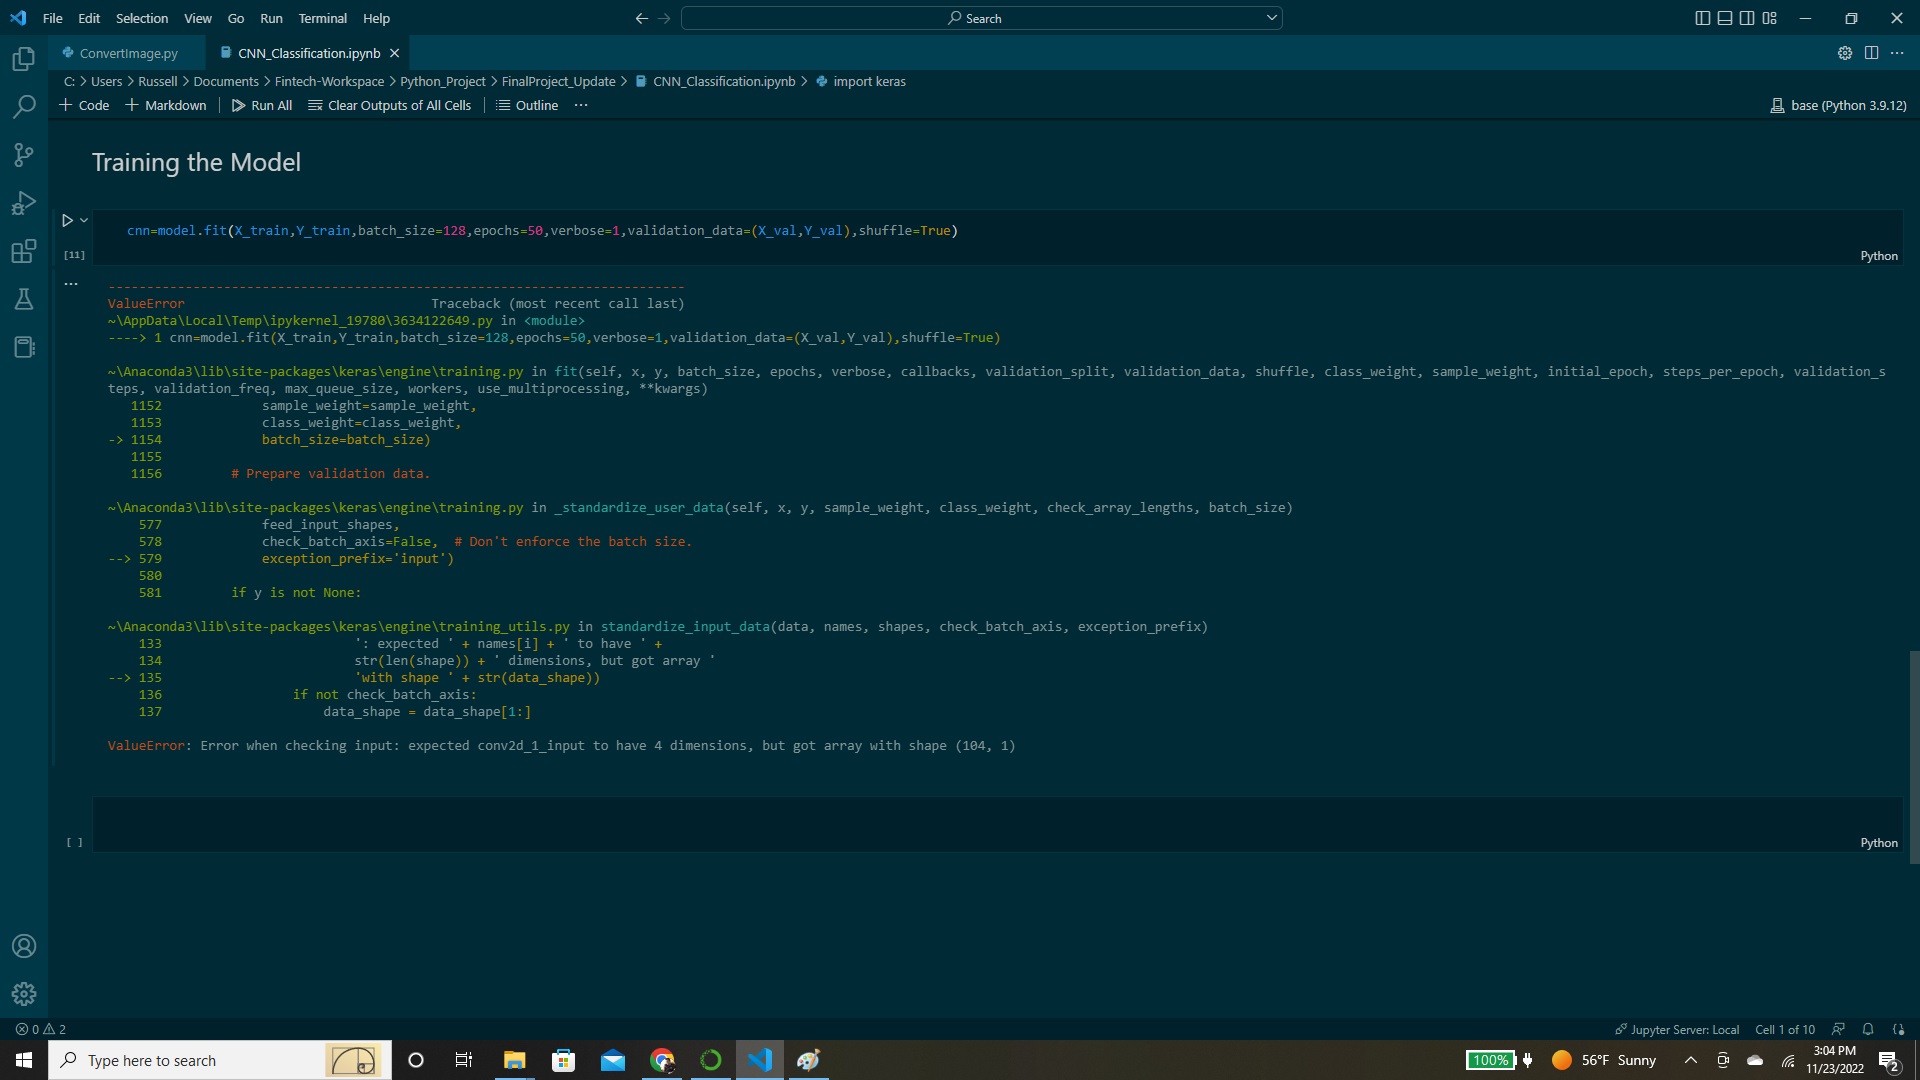 File Edit Selection View Go Run Terminal Help Search
ConvertImage.py CNN_Classification.ipynb
C: > Users > Russell > Documents > Fintech-Workspace > Python_Project > FinalProject_Update > CNN_Classification.ipynb > import keras
+ Code + Markdown Run All Clear Outputs of All Cells Outline ... base (Python 3.9.12)
Training the Model
cnn=model.fit(X_train,Y_train,batch_size=128,epochs=50,verbose=1,validation_data=(X_val,Y_val),shuffle=True)
[11] Python
...
---------------------------------------------------------------------------
ValueError                                Traceback (most recent call last)
~\AppData\Local\Temp\ipykernel_19780\3634122649.py in <module>
----> 1 cnn=model.fit(X_train,Y_train,batch_size=128,epochs=50,verbose=1,validation_data=(X_val,Y_val),shuffle=True)
~\Anaconda3\lib\site-packages\keras\engine\training.py in fit(self, x, y, batch_size, epochs, verbose, callbacks, validation_split, validation_data, shuffle, class_weight, sample_weight, initial_epoch, steps_per_epoch, validation_s
teps, validation_freq, max_queue_size, workers, use_multiprocessing, **kwargs)
1152             sample_weight=sample_weight,
1153             class_weight=class_weight,
-> 1154             batch_size=batch_size)
1155
1156         # Prepare validation data.
~\Anaconda3\lib\site-packages\keras\engine\training.py in _standardize_user_data(self, x, y, sample_weight, class_weight, check_array_lengths, batch_size)
577             feed_input_shapes,
578             check_batch_axis=False,  # Don't enforce the batch size.
--> 579             exception_prefix='input')
580
581         if y is not None:
~\Anaconda3\lib\site-packages\keras\engine\training_utils.py in standardize_input_data(data, names, shapes, check_batch_axis, exception_prefix)
133                         ': expected ' + names[i] + ' to have ' +
134                         str(len(shape)) + ' dimensions, but got array '
--> 135                         'with shape ' + str(data_shape))
136                 if not check_batch_axis:
137                     data_shape = data_shape[1:]
ValueError: Error when checking input: expected conv2d_1_input to have 4 dimensions, but got array with shape (104, 1)
[ ] Python
0 2 Jupyter Server: Local Cell 1 of 10
Type here to search 100% 56°F Sunny 3:04 PM
11/23/2022 2